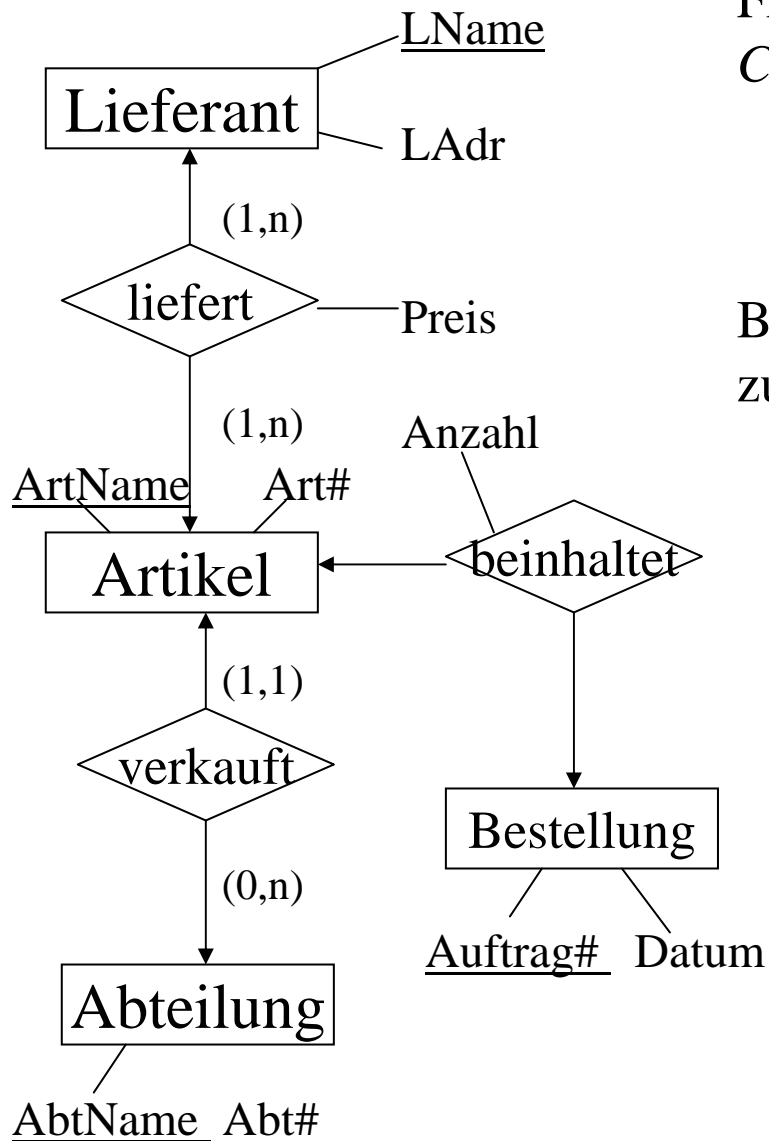 LName
Lieferant
LAdr
(1,n)
liefert
Preis
(1,n)
Anzahl
ArtName Art#
beinhaltet
Artikel
(1,1)
verkauft
Bestellung
(0,n)
Auftrag# Datum
Abteilung
AbtName Abt#
C
B
zu